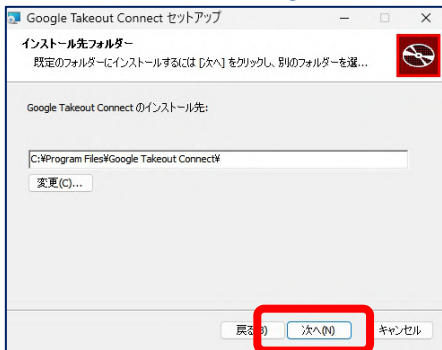 Google Takeout Connect セットアップ
インストール先フォルダー
既定のフォルダーにインストールするには [次へ] をクリックし、別のフォルダーを選...
Google Takeout Connect のインストール先:
C:¥Program Files¥Google Takeout Connect¥
変更(C)...
戻る(B) 次へ(N) キャンセル